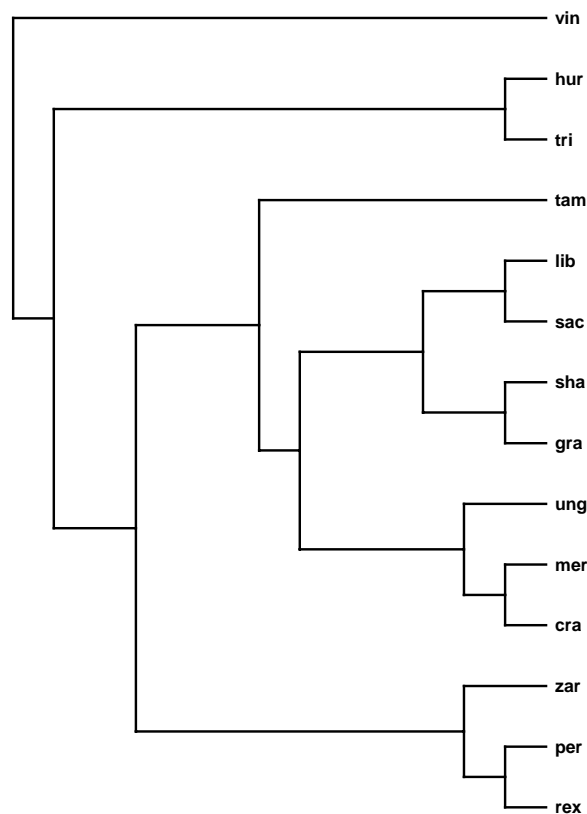 vin
hur
tri
tam
lib
sac
sha
gra
ung
mer
cra
zar
per
rex